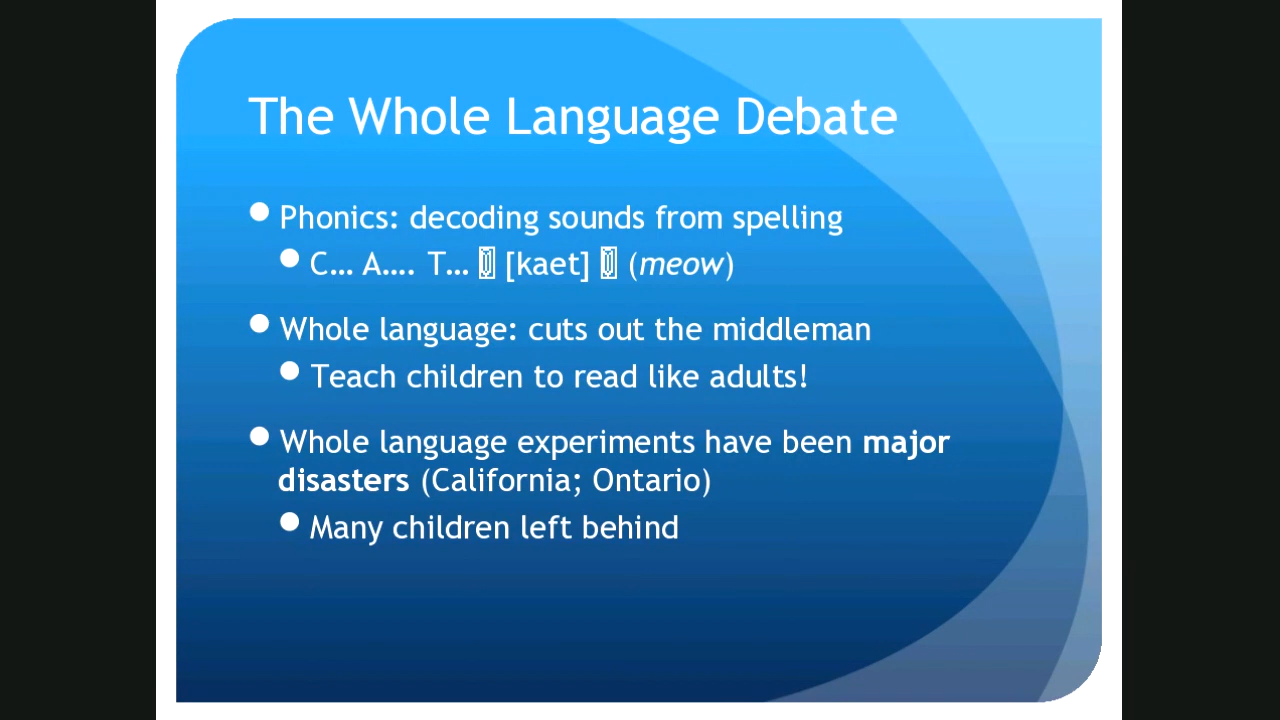 The Whole Language Debate
Phonics: decoding sounds from spelling
C… A…. T… [kaet] (meow)
Whole language: cuts out the middleman
Teach children to read like adults!
Whole language experiments have been major
disasters (California; Ontario)
Many children left behind